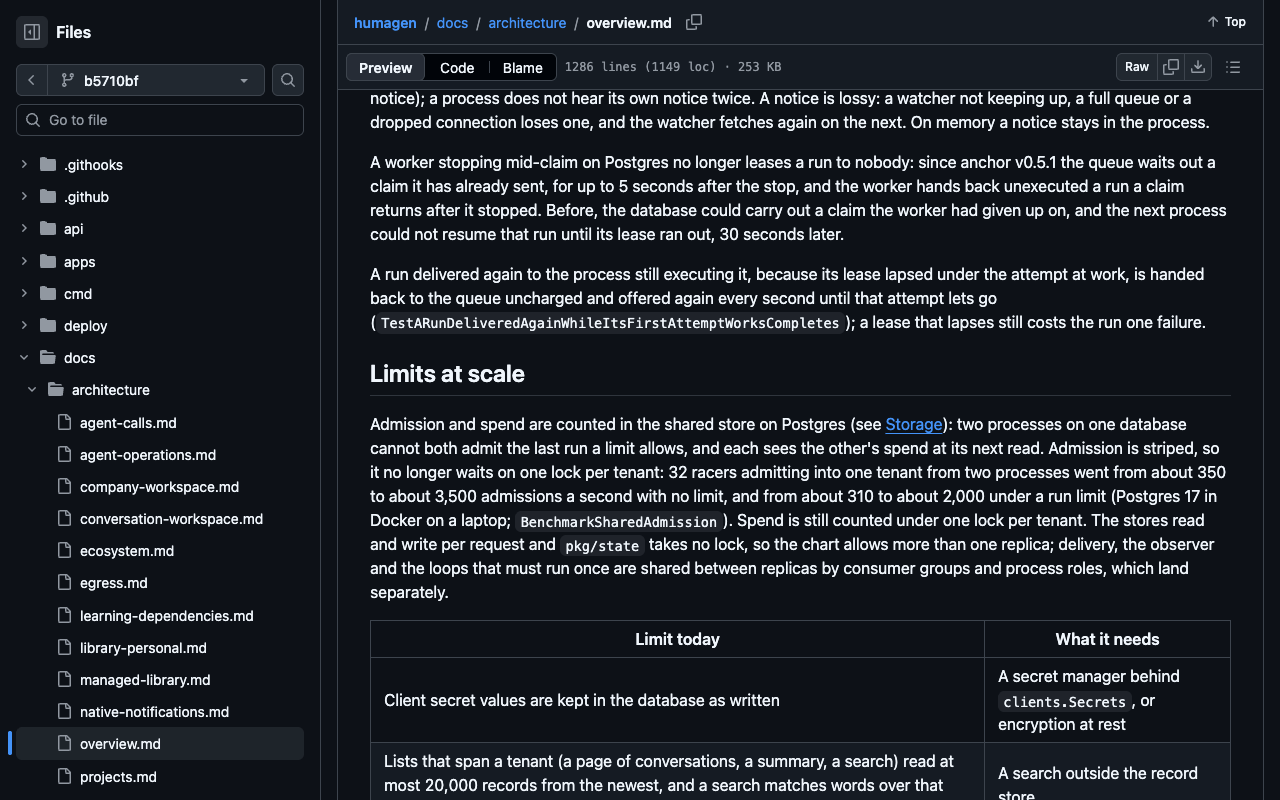 Files
b5710bf
Go to file
.githooks
.github
api
apps
cmd
deploy
docs
architecture
agent-calls.md
agent-operations.md
company-workspace.md
conversation-workspace.md
ecosystem.md
egress.md
learning-dependencies.md
library-personal.md
managed-library.md
native-notifications.md
overview.md
projects.md
humagen / docs / architecture / overview.md
Top
Preview Code Blame 1286 lines (1149 loc) · 253 KB
Raw
notice); a process does not hear its own notice twice. A notice is lossy: a watcher not keeping up, a full queue or a
dropped connection loses one, and the watcher fetches again on the next. On memory a notice stays in the process.
A worker stopping mid-claim on Postgres no longer leases a run to nobody: since anchor v0.5.1 the queue waits out a
claim it has already sent, for up to 5 seconds after the stop, and the worker hands back unexecuted a run a claim
returns after it stopped. Before, the database could carry out a claim the worker had given up on, and the next process
could not resume that run until its lease ran out, 30 seconds later.
A run delivered again to the process still executing it, because its lease lapsed under the attempt at work, is handed
back to the queue uncharged and offered again every second until that attempt lets go
(TestARunDeliveredAgainWhileItsFirstAttemptWorksCompletes); a lease that lapses still costs the run one failure.
Limits at scale
Admission and spend are counted in the shared store on Postgres (see Storage): two processes on one database
cannot both admit the last run a limit allows, and each sees the other's spend at its next read. Admission is striped, so
it no longer waits on one lock per tenant: 32 racers admitting into one tenant from two processes went from about 350
to about 3,500 admissions a second with no limit, and from about 310 to about 2,000 under a run limit (Postgres 17 in
Docker on a laptop; BenchmarkSharedAdmission). Spend is still counted under one lock per tenant. The stores read
and write per request and pkg/state takes no lock, so the chart allows more than one replica; delivery, the observer
and the loops that must run once are shared between replicas by consumer groups and process roles, which land
separately.
Limit today
What it needs
Client secret values are kept in the database as written
A secret manager behind
clients.Secrets, or
encryption at rest
Lists that span a tenant (a page of conversations, a summary, a search) read at
most 20,000 records from the newest, and a search matches words over that
A search outside the record
store